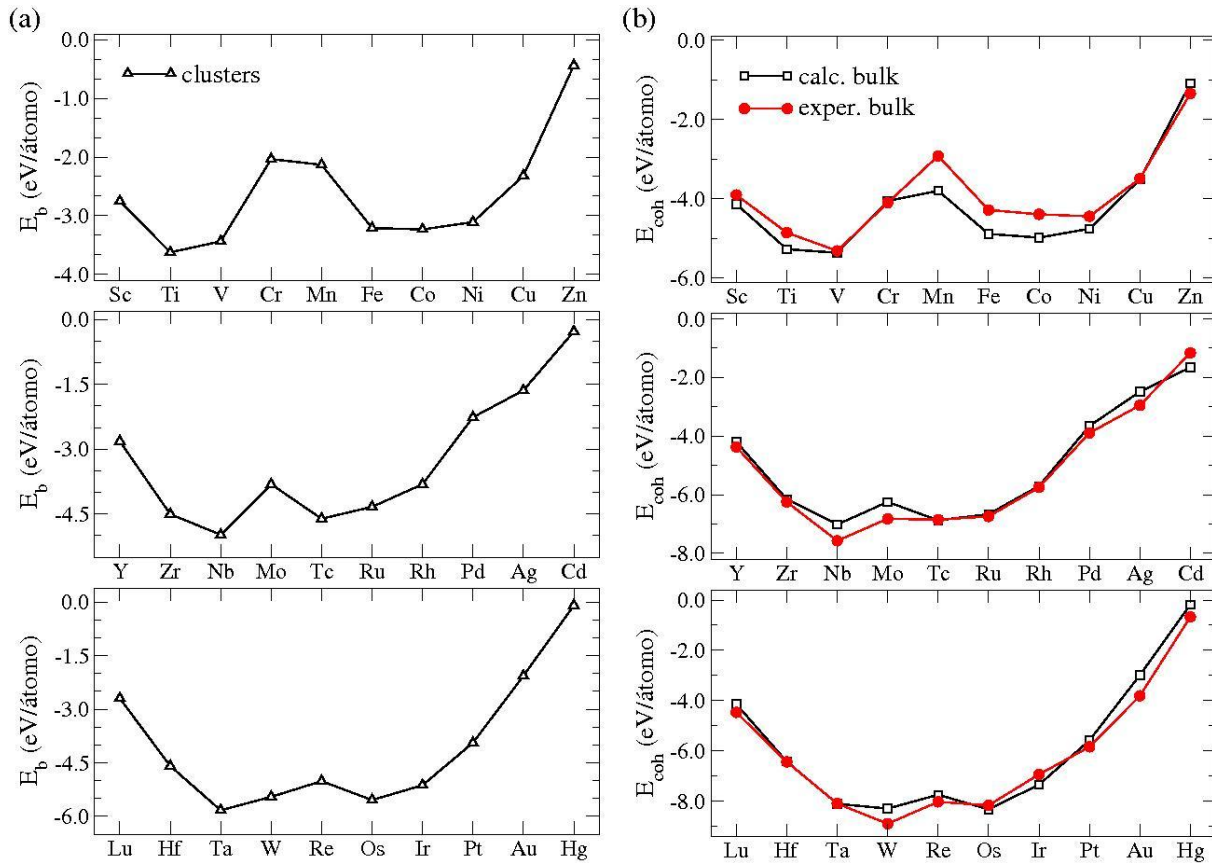 (a)
0.0
-1.0
-2.0
-3.0
-4.0
E_b (eV/átomo)
clusters
Sc Ti V Cr Mn Fe Co Ni Cu Zn
0.0
-1.5
-3.0
-4.5
E_b (eV/átomo)
Y Zr Nb Mo Tc Ru Rh Pd Ag Cd
0.0
-1.5
-3.0
-4.5
-6.0
E_b (eV/átomo)
Lu Hf Ta W Re Os Ir Pt Au Hg
(b)
0.0
-2.0
-4.0
-6.0
E_coh (eV/átomo)
calc. bulk
exper. bulk
Sc Ti V Cr Mn Fe Co Ni Cu Zn
0.0
-2.0
-4.0
-6.0
-8.0
E_coh (eV/átomo)
Y Zr Nb Mo Tc Ru Rh Pd Ag Cd
0.0
-2.0
-4.0
-6.0
-8.0
E_coh (eV/átomo)
Lu Hf Ta W Re Os Ir Pt Au Hg